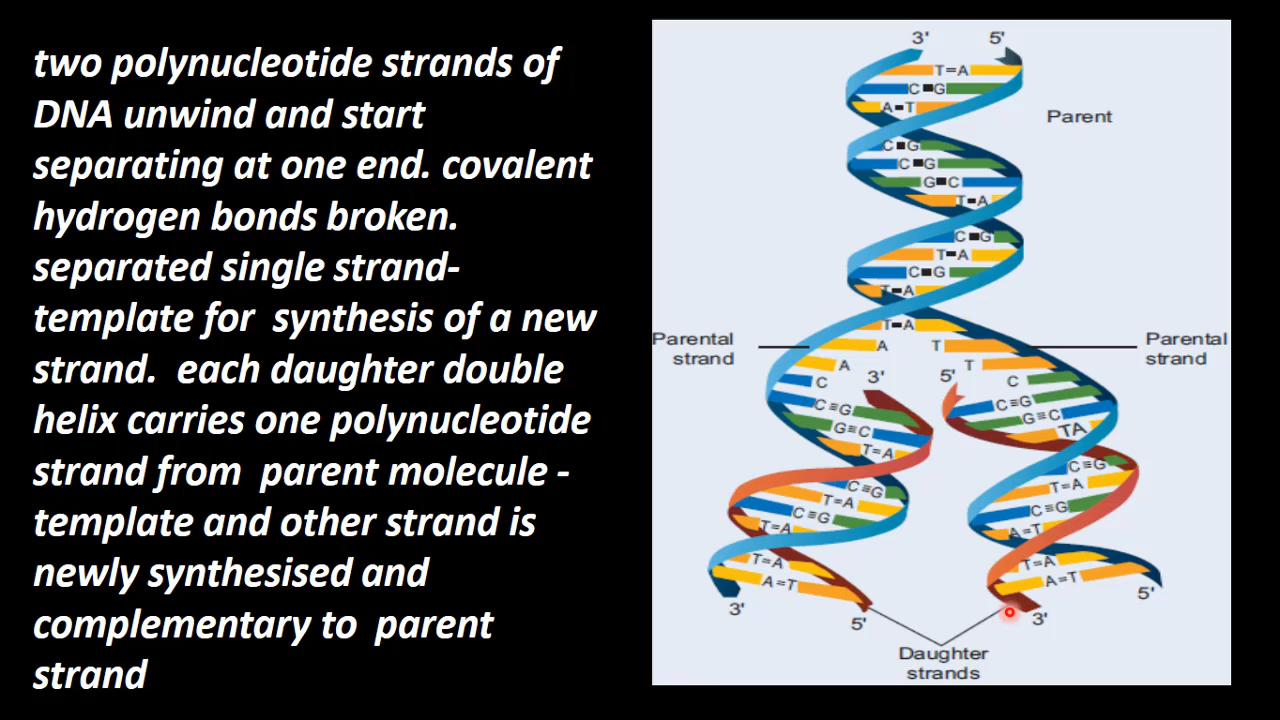 two polynucleotide strands of
DNA unwind and start
separating at one end. covalent
hydrogen bonds broken.
separated single strand-
template for  synthesis of a new
strand.  each daughter double
helix carries one polynucleotide
strand from  parent molecule -
template and other strand is
newly synthesised and
complementary to  parent
strand
3' 5'
T=A
C≡G
A=T
Parent
C≡G
C≡G
G≡C
T=A
C≡G
T=A
C≡G
T=A
T=A
Parental
strand
A T
A T
C C
3' 5'
Parental
strand
C≡G
G≡C
T=A
C≡G
T=A
C≡G
T=A
T=A
A=T
3'
5'
C≡G
G≡C
TA
C≡G
T=A
C≡G
A=T
T=A
A=T
5'
3'
Daughter
strands